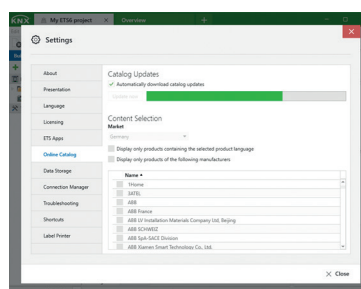 KNX
My ETS6 project
Overview
Settings
About
Presentation
Language
Licensing
ETS Apps
Online Catalog
Data Storage
Connection Manager
Troubleshooting
Shortcuts
Label Printer
Catalog Updates
Automatically download catalog updates
Update now
Content Selection
Market
Germany
Display only products containing the selected product language
Display only products of the following manufacturers
Name
1Home
3ATEL
ABB
ABB France
ABB LV Installation Materials Company Ltd, Beijing
ABB SCHWEIZ
ABB SpA-SACE Division
ABB Xiamen Smart Technology Co., Ltd.
Close